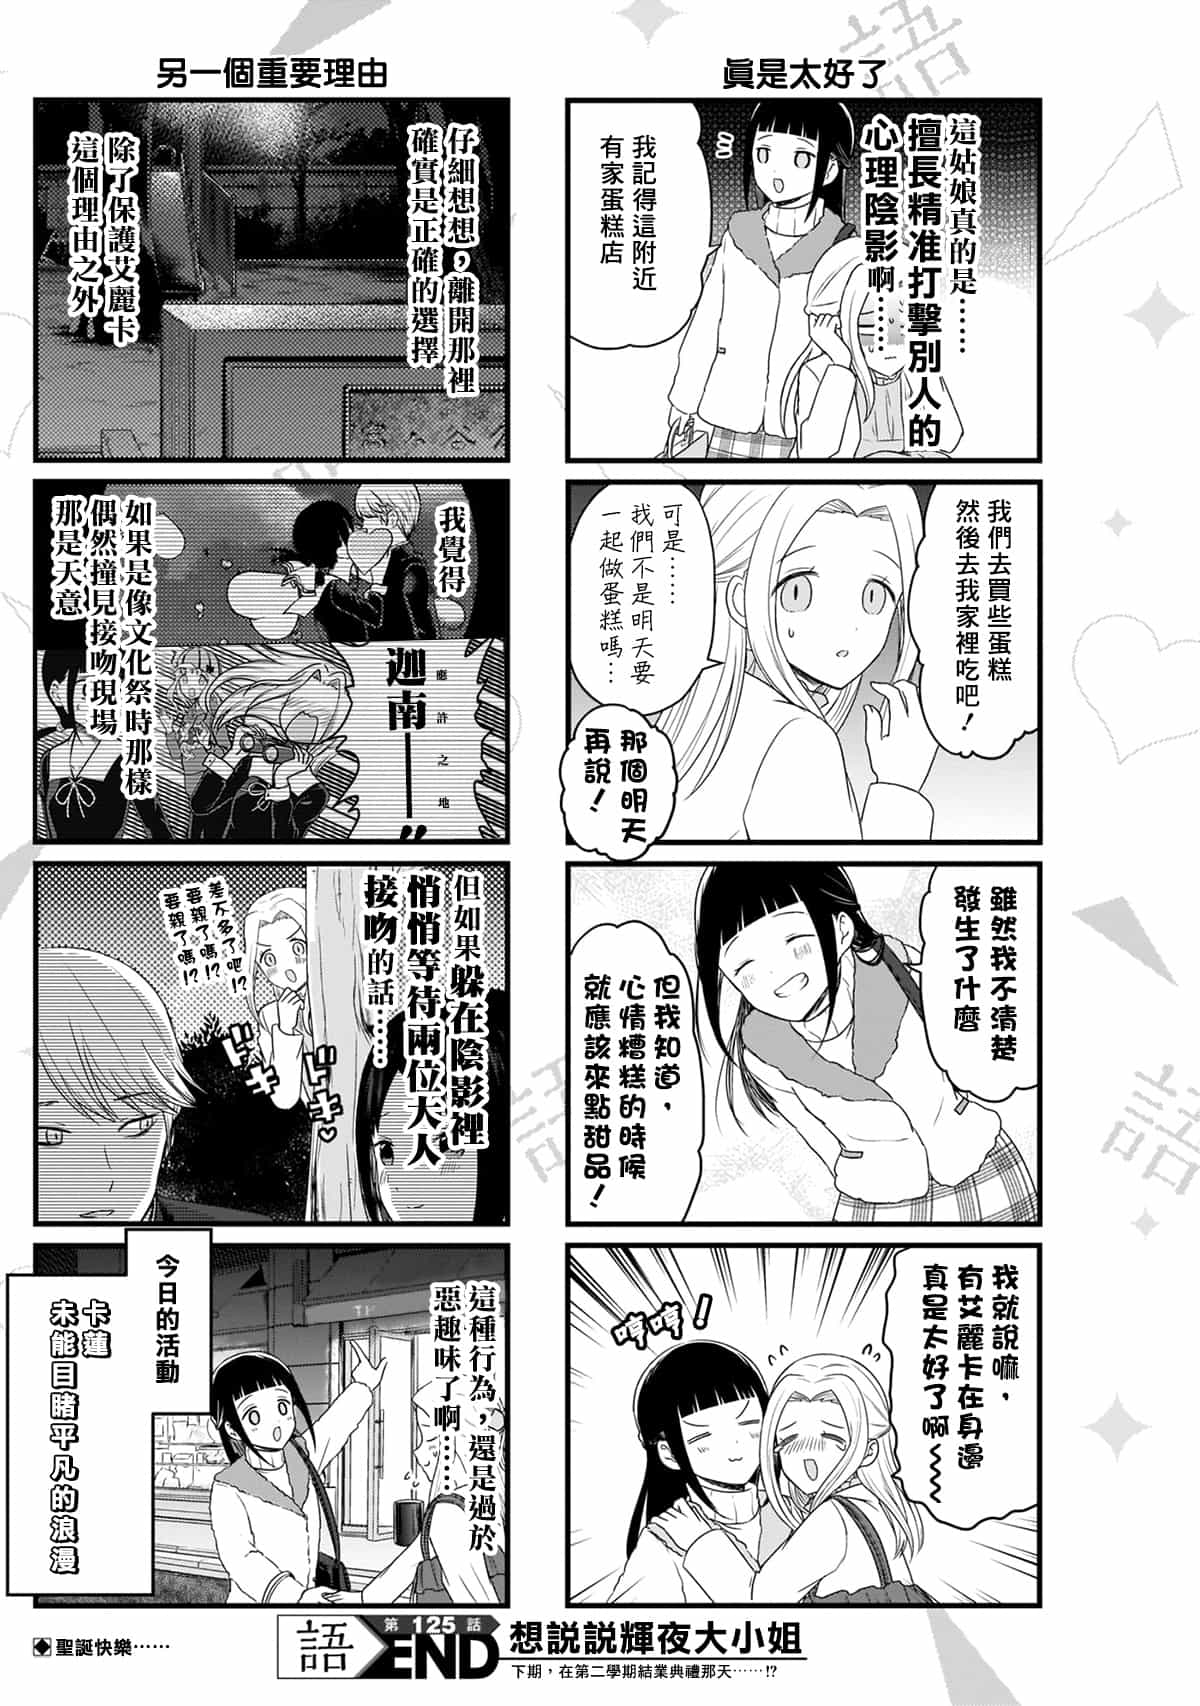 真是太好了
這姑娘真的是……
擅長精准打擊別人的
心理陰影啊……
我記得這附近
有家蛋糕店
我們去買些蛋糕
然後去我家裡吃吧！
可是……
我們不是明天要
一起做蛋糕嗎…
那個明天
再說！
雖然我不清楚
發生了什麼
但我知道，
心情糟糕的時候
就應該來點甜品！
我就說嘛，
有艾麗卡在身邊
真是太好了啊～～～
哼哼！
另一個重要理由
仔細想想，離開那裡
確實是正確的選擇
除了保護艾麗卡
這個理由之外
我覺得
應許之地
迦南——!!
如果是像文化祭時那樣
偶然撞見接吻現場
那是天意
但如果躲在陰影裡
悄悄等待兩位大人
接吻的話……
差不多了吧!?
要親了嗎!?
要親了嗎!?
ドキ
ドキ♡
這種行為，還是過於
惡趣味了啊……
今日的活動
卡蓮
未能目睹平凡的浪漫
聖誕快樂……
語
第125話
END
想説説輝夜大小姐
下期，在第二學期結業典禮那天……!?
語
語
語